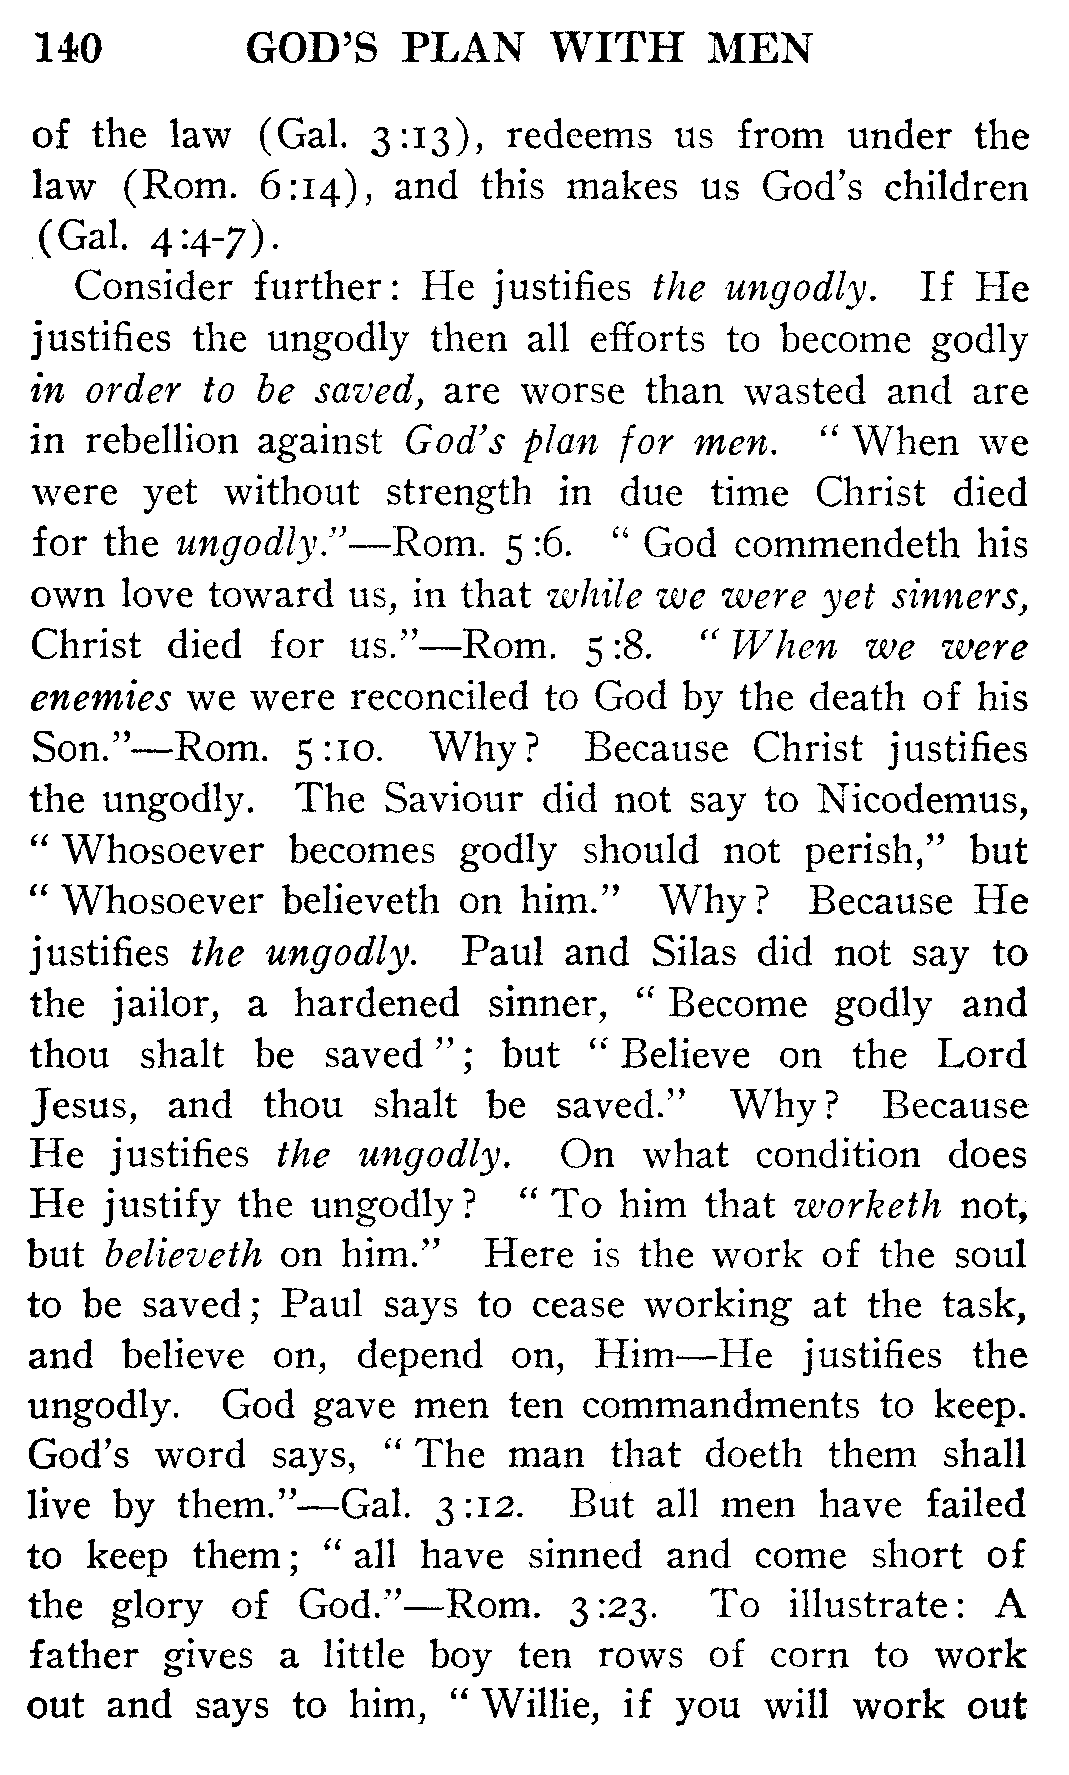 140 GOD'S PLAN WITH MEN
of the law (Gal. 3:13), redeems us from under the
law (Rom. 6:14), and this makes us God's children
(Gal. 4:4-7).
Consider further: He justifies the ungodly. If He
justifies the ungodly then all efforts to become godly
in order to be saved, are worse than wasted and are
in rebellion against God's plan for men. "When we
were yet without strength in due time Christ died
for the ungodly."—Rom. 5:6. "God commendeth his
own love toward us, in that while we were yet sinners,
Christ died for us."—Rom. 5:8. "When we were
enemies we were reconciled to God by the death of his
Son."—Rom. 5:10. Why? Because Christ justifies
the ungodly. The Saviour did not say to Nicodemus,
"Whosoever becomes godly should not perish," but
"Whosoever believeth on him." Why? Because He
justifies the ungodly. Paul and Silas did not say to
the jailor, a hardened sinner, "Become godly and
thou shalt be saved"; but "Believe on the Lord
Jesus, and thou shalt be saved." Why? Because
He justifies the ungodly. On what condition does
He justify the ungodly? "To him that worketh not,
but believeth on him." Here is the work of the soul
to be saved; Paul says to cease working at the task,
and believe on, depend on, Him—He justifies the
ungodly. God gave men ten commandments to keep.
God's word says, "The man that doeth them shall
live by them."—Gal. 3:12. But all men have failed
to keep them; "all have sinned and come short of
the glory of God."—Rom. 3:23. To illustrate: A
father gives a little boy ten rows of corn to work
out and says to him, "Willie, if you will work out